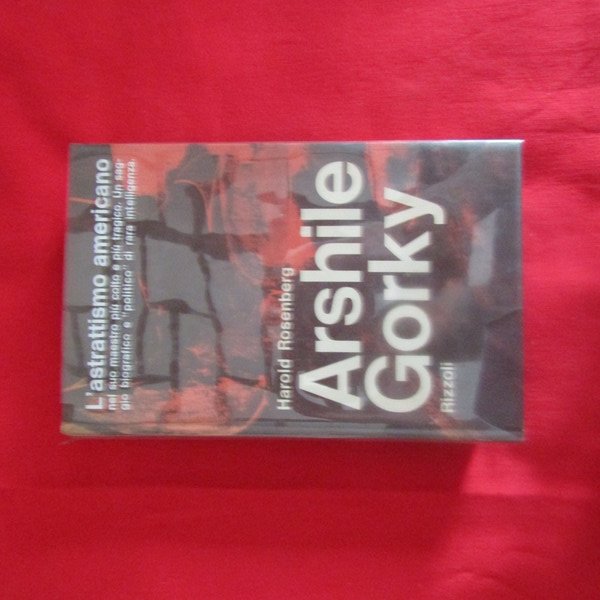 L'astrattismo americano
nel suo maestro più colto e più tragico. Un sag-
gio biografico e "politico" di rara intelligenza.
Harold Rosenberg
Arshile
Gorky
Rizzoli